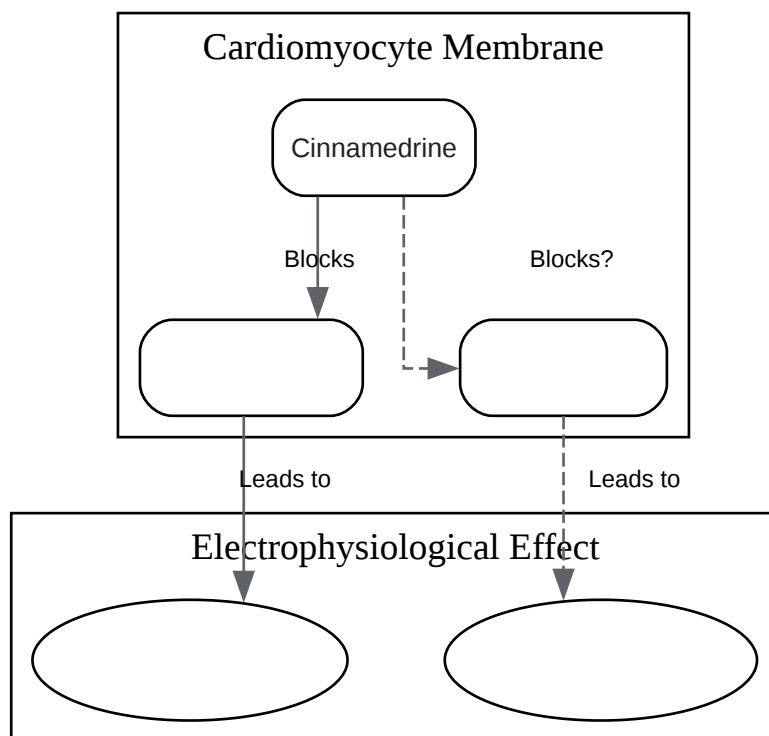 Cardiomyocyte Membrane
Cinnamedrine
Blocks
Blocks?
Leads to
Leads to
Electrophysiological Effect